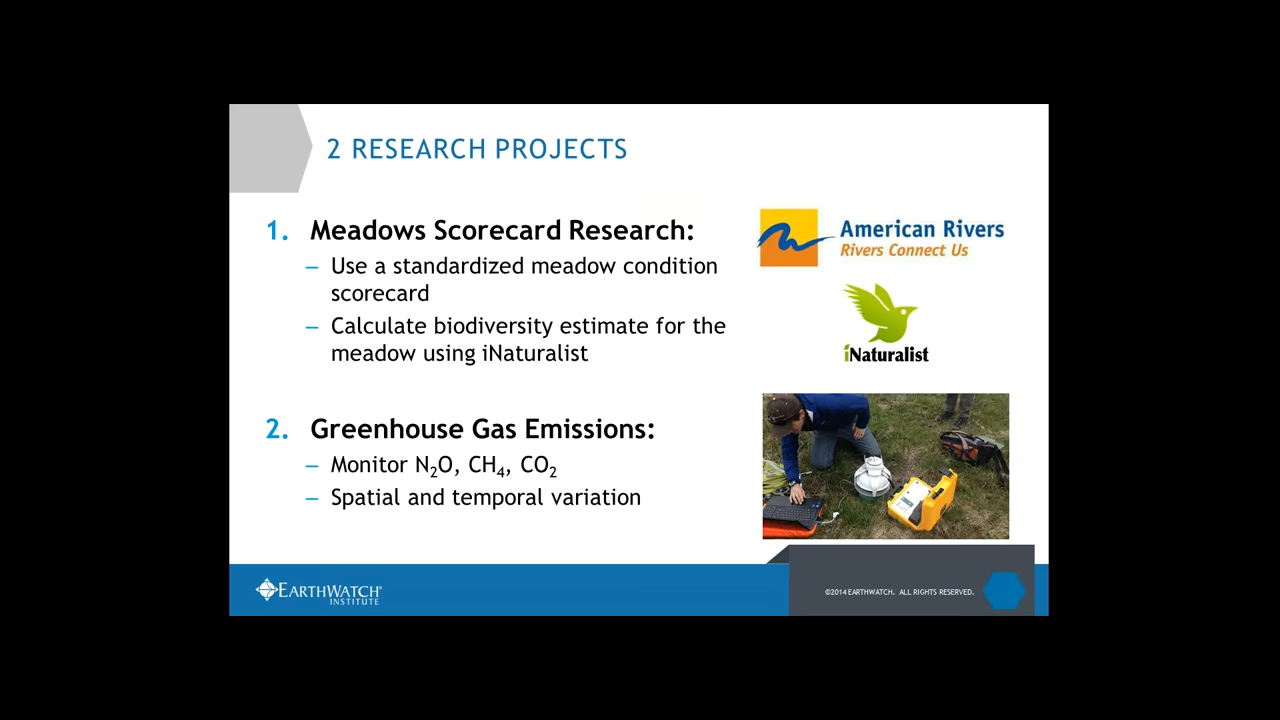 2 RESEARCH PROJECTS
1. Meadows Scorecard Research:
– Use a standardized meadow condition
scorecard
– Calculate biodiversity estimate for the
meadow using iNaturalist
American Rivers
Rivers Connect Us
iNaturalist
2. Greenhouse Gas Emissions:
– Monitor N₂O, CH₄, CO₂
– Spatial and temporal variation
EARTHWATCH®
INSTITUTE
©2014 EARTHWATCH. ALL RIGHTS RESERVED.